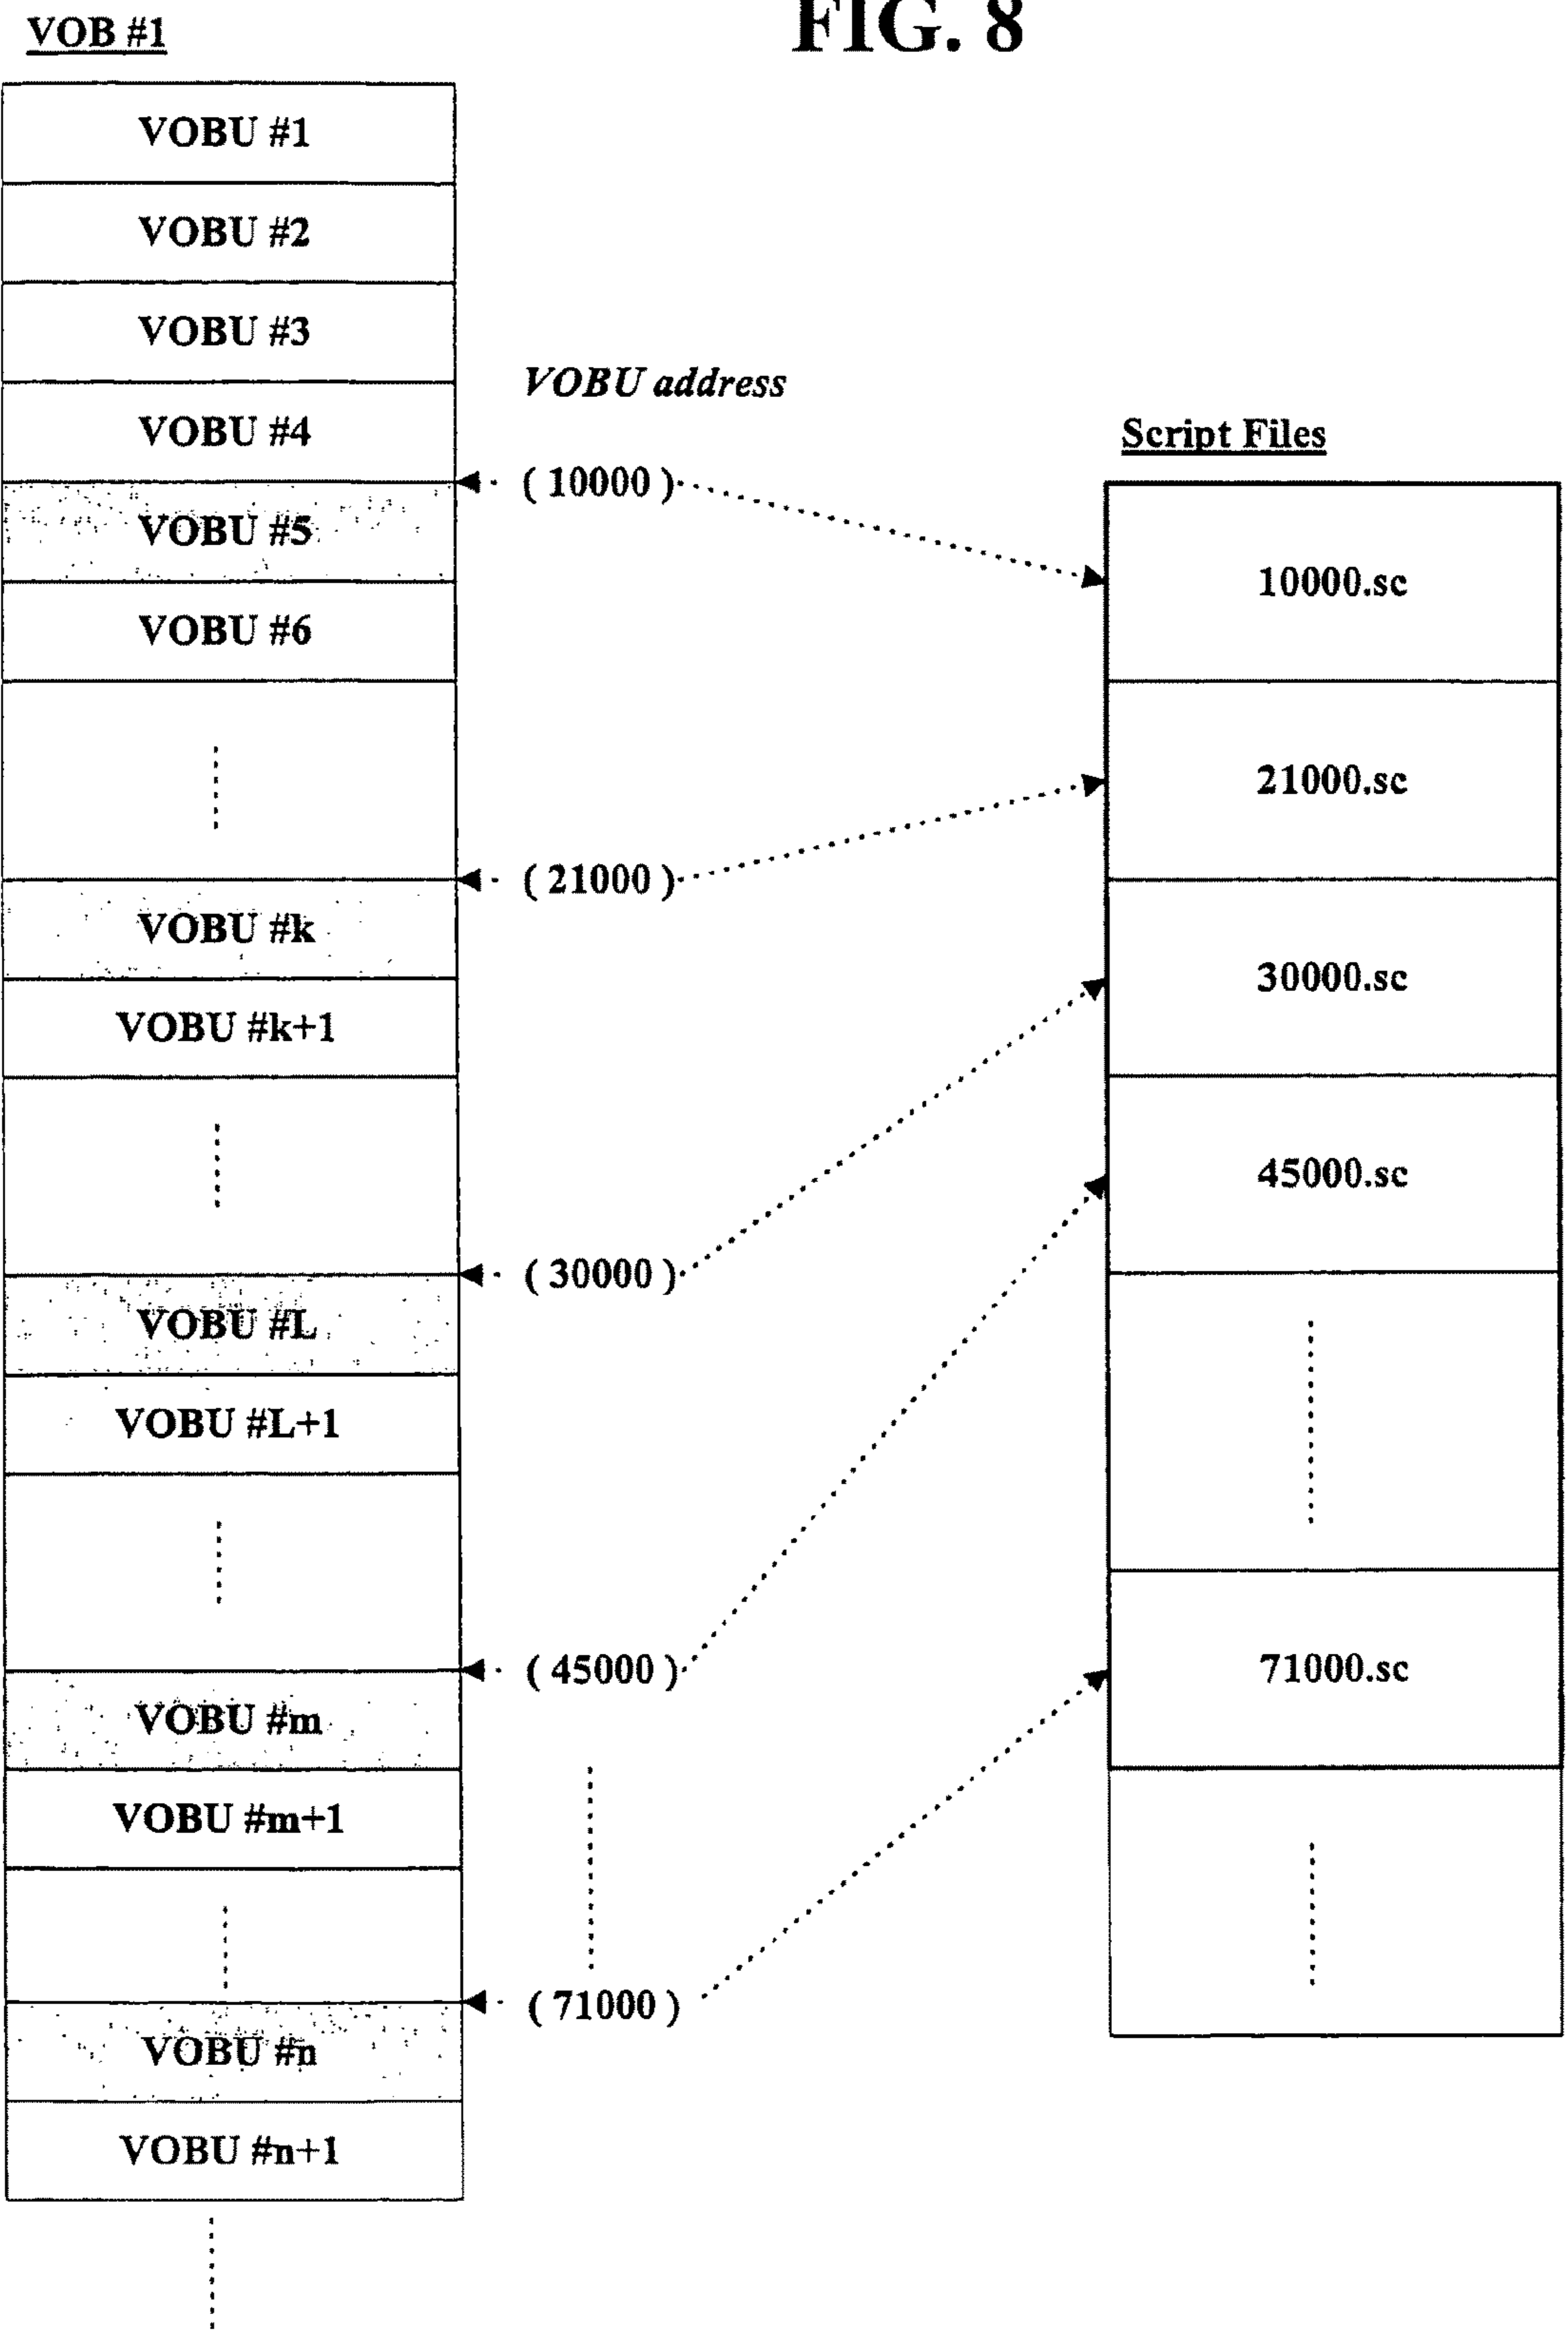 FIG. 8
VOB #1
VOBU #1
VOBU #2
VOBU #3
VOBU #4
VOBU #5
VOBU #6
VOBU #k
VOBU #k+1
VOBU #L
VOBU #L+1
VOBU #m
VOBU #m+1
VOBU #n
VOBU #n+1
VOBU address
( 10000 )
( 21000 )
( 30000 )
( 45000 )
( 71000 )
Script Files
10000.sc
21000.sc
30000.sc
45000.sc
71000.sc